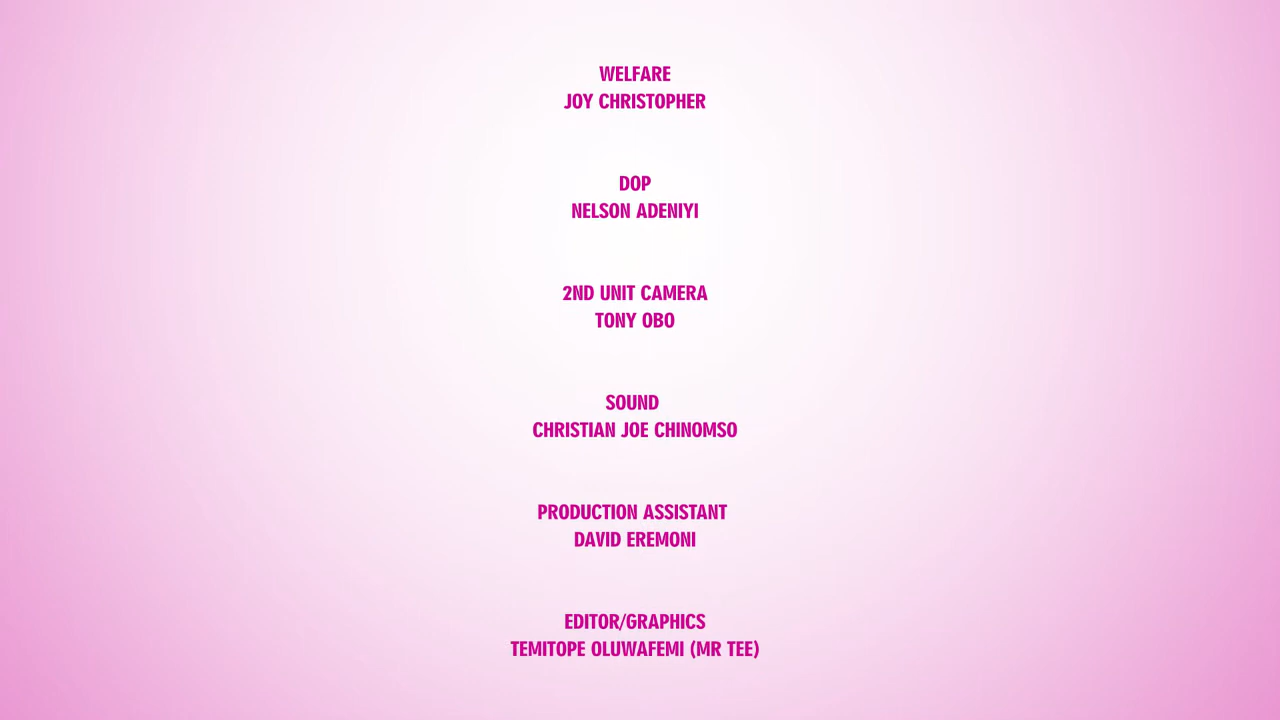 WELFARE
JOY CHRISTOPHER
DOP
NELSON ADENIYI
2ND UNIT CAMERA
TONY OBO
SOUND
CHRISTIAN JOE CHINOMSO
PRODUCTION ASSISTANT
DAVID EREMONI
EDITOR/GRAPHICS
TEMITOPE OLUWAFEMI (MR TEE)